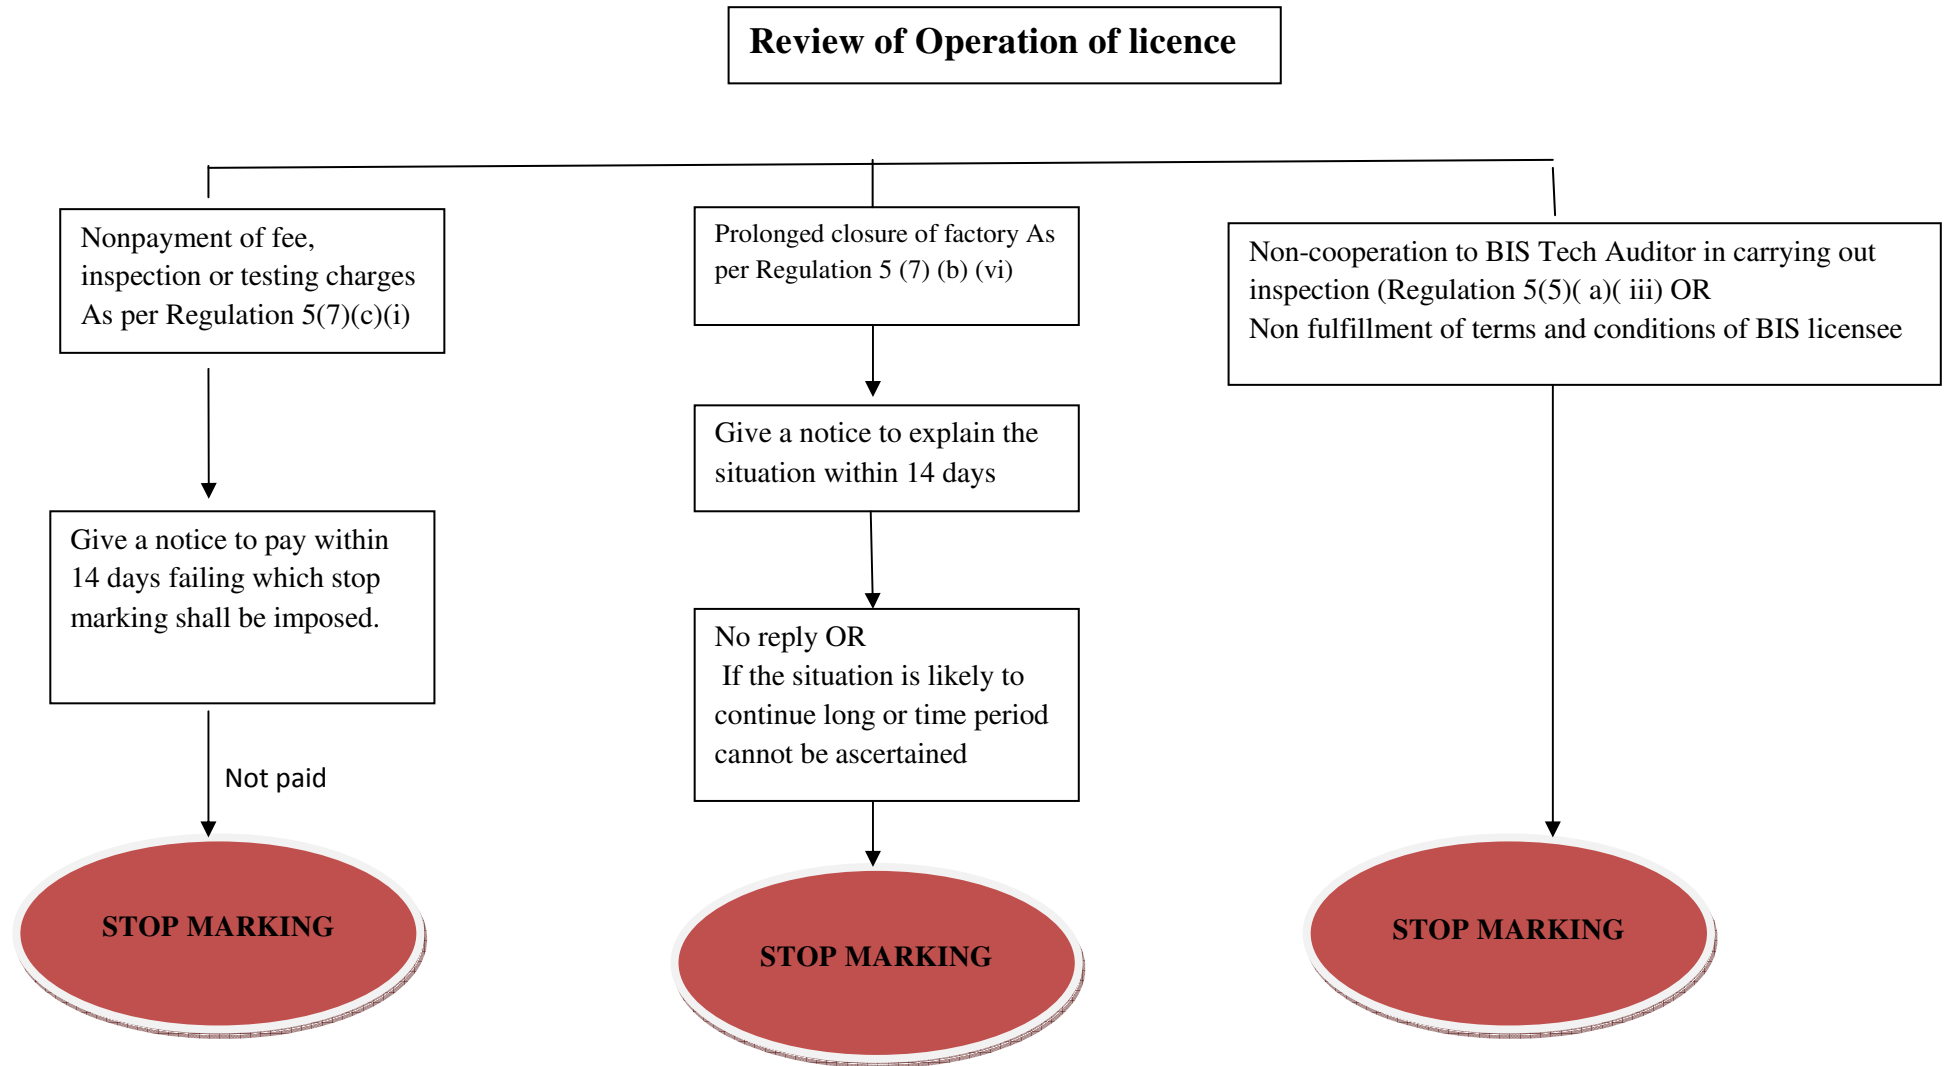 Review of Operation of licence
Nonpayment of fee,
inspection or testing charges
As per Regulation 5(7)(c)(i)
Give a notice to pay within
14 days failing which stop
marking shall be imposed.
Not paid
STOP MARKING
Prolonged closure of factory As
per Regulation 5 (7) (b) (vi)
Give a notice to explain the
situation within 14 days
No reply OR
If the situation is likely to
continue long or time period
cannot be ascertained
STOP MARKING
Non-cooperation to BIS Tech Auditor in carrying out
inspection (Regulation 5(5)( a)( iii) OR
Non fulfillment of terms and conditions of BIS licensee
STOP MARKING